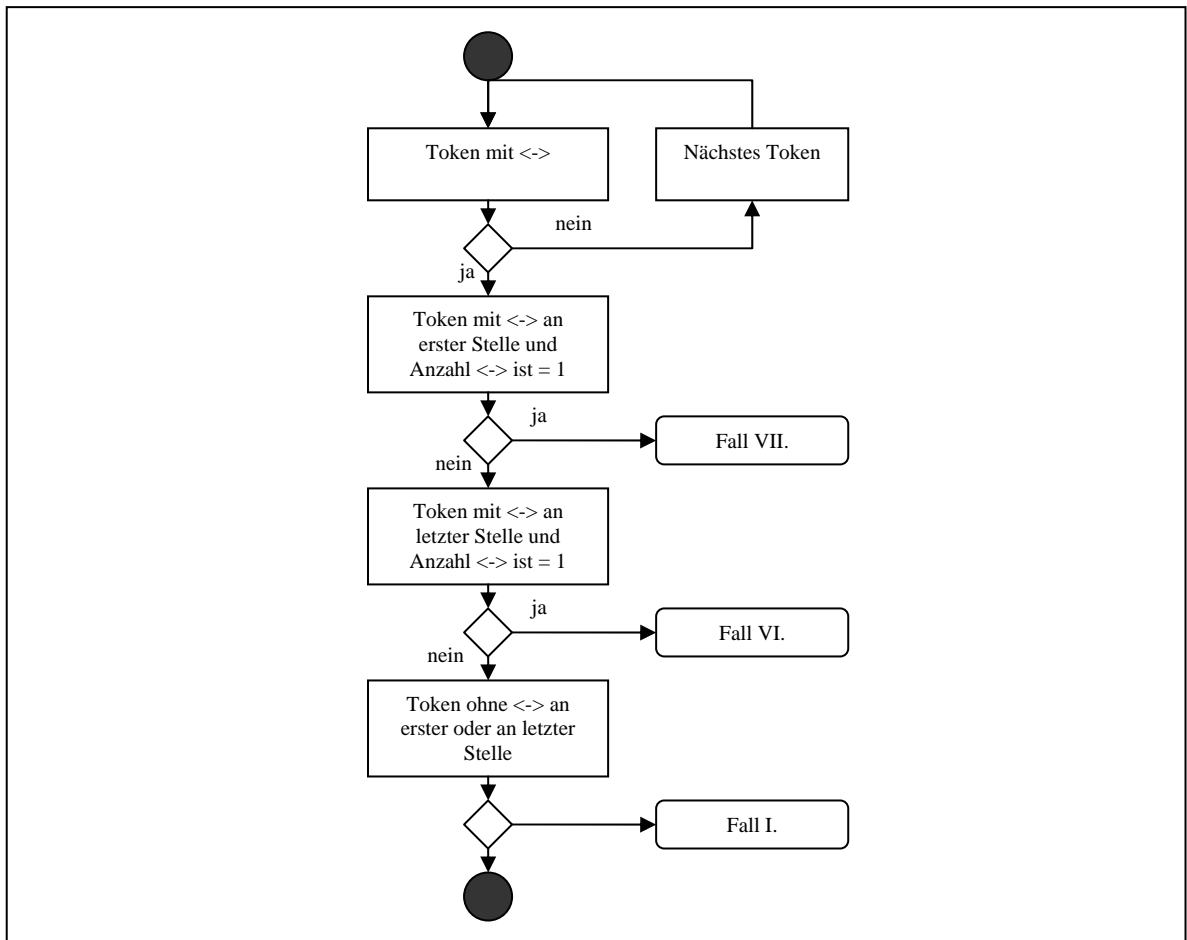 Token mit <->
Nächstes Token
nein
ja
Token mit <-> an
erster Stelle und
Anzahl <-> ist = 1
ja
Fall VII.
nein
Token mit <-> an
letzter Stelle und
Anzahl <-> ist = 1
ja
Fall VI.
nein
Token ohne <-> an
erster oder an letzter
Stelle
Fall I.